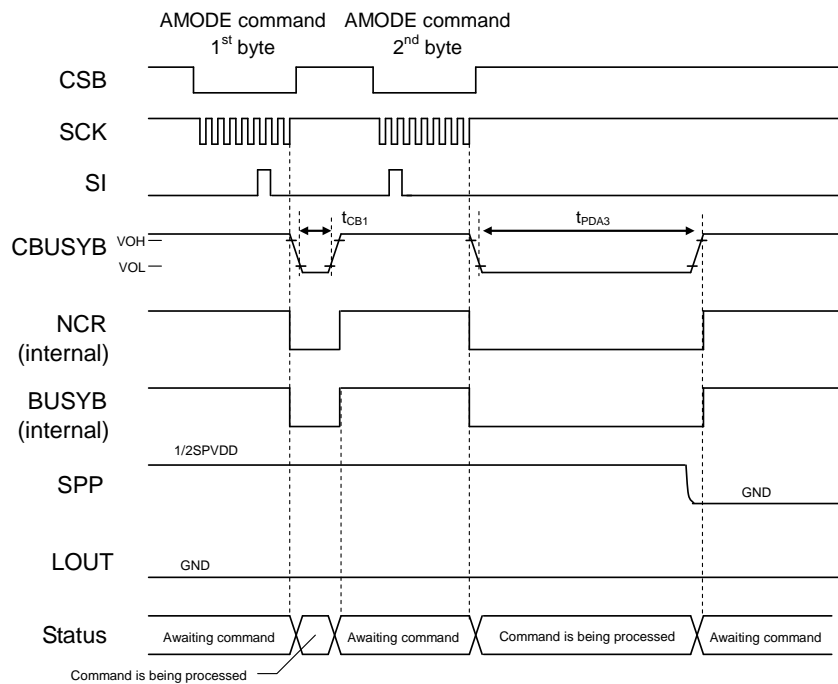 AMODE command
1st byte
AMODE command
2nd byte
CSB
SCK
SI
tCB1
tPDA3
CBUSYB
VOH
VOL
NCR
(internal)
BUSYB
(internal)
1/2SPVDD
SPP
GND
LOUT
GND
Status
Awaiting command
Awaiting command
Command is being processed
Awaiting command
Command is being processed